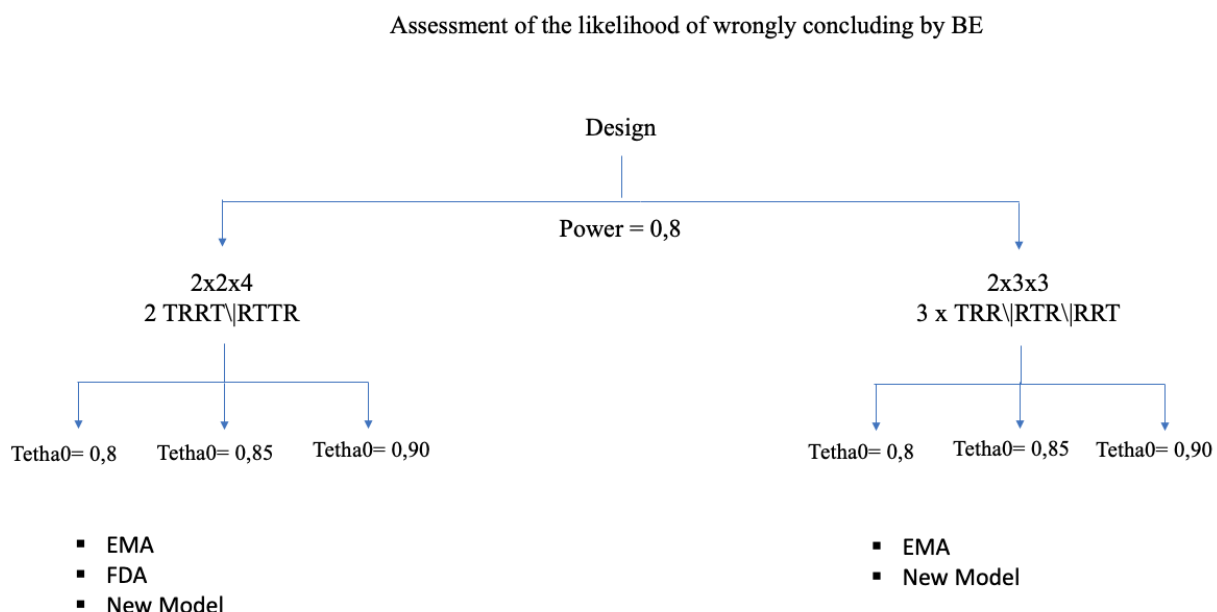 Assessment of the likelihood of wrongly concluding by BE
Design
Power = 0,8
2x2x4
2 TRRT\|RTTR
2x3x3
3 x TRR\|RTR\|RRT
Tetha0= 0,8
Tetha0= 0,85
Tetha0= 0,90
Tetha0= 0,8
Tetha0= 0,85
Tetha0= 0,90
▪ EMA
▪ FDA
▪ New Model
▪ EMA
▪ New Model